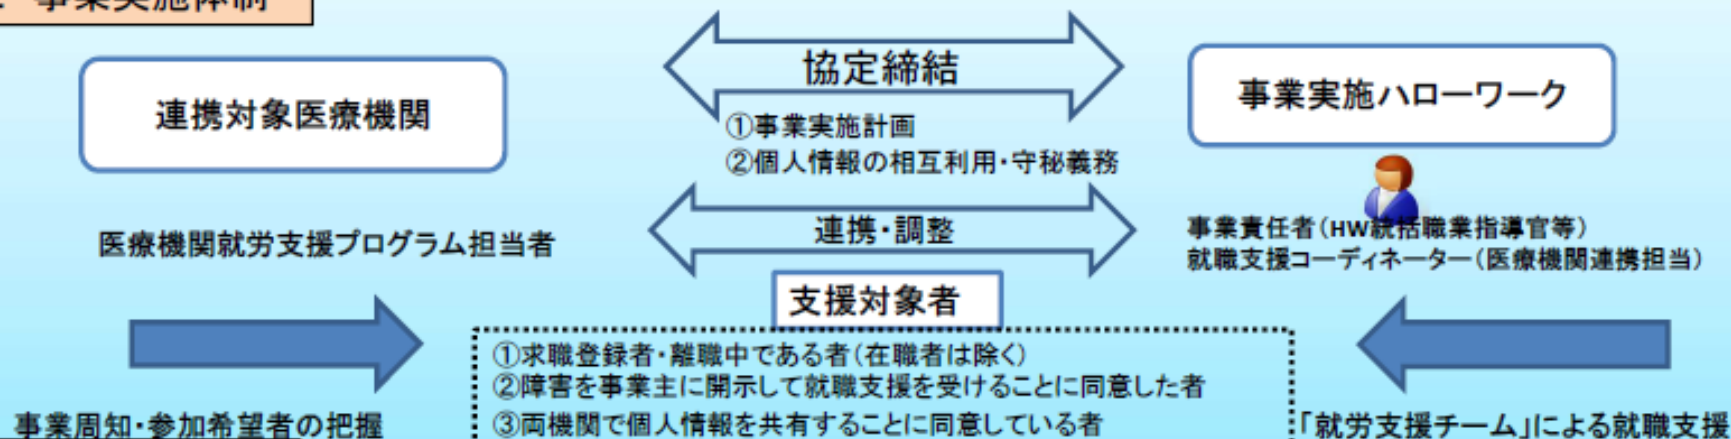 事業実施体制
協定締結
連携対象医療機関
事業実施ハローワーク
①事業実施計画
②個人情報の相互利用・守秘義務
医療機関就労支援プログラム担当者
連携・調整
事業責任者(HW統括職業指導官等)
就職支援コーディネーター(医療機関連携担当)
支援対象者
①求職登録者・離職中である者(在職者は除く)
②障害を事業主に開示して就職支援を受けることに同意した者
③両機関で個人情報を共有することに同意している者
事業周知・参加希望者の把握
「就労支援チーム」による就職支援